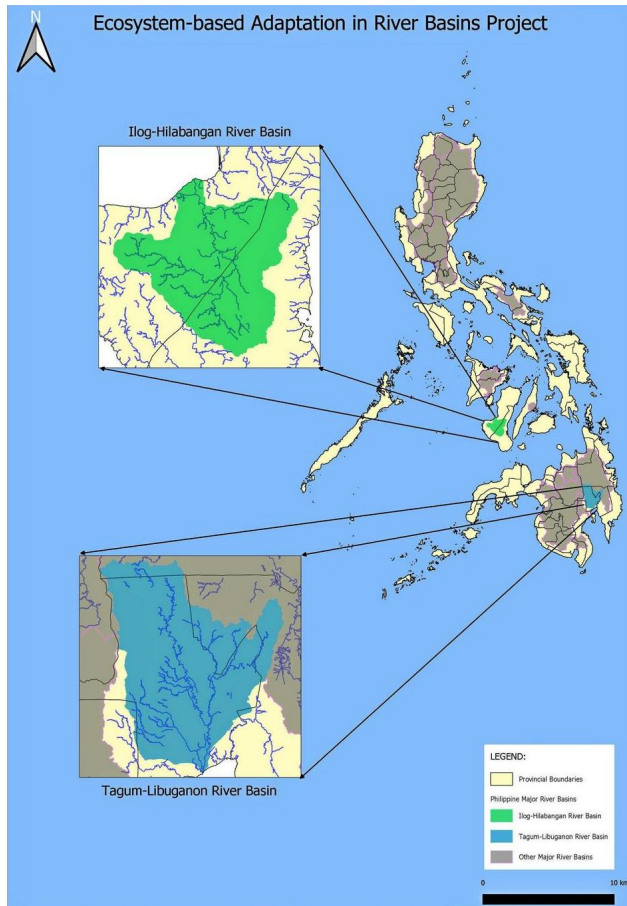 Ecosystem-based Adaptation in River Basins Project
N
Ilog-Hilabangan River Basin
Tagum-Libuganon River Basin
LEGEND:
Provincial Boundaries
Philippine Major River Basins
Ilog-Hilabangan River Basin
Tagum-Libuganon River Basin
Other Major River Basins
0 10 km